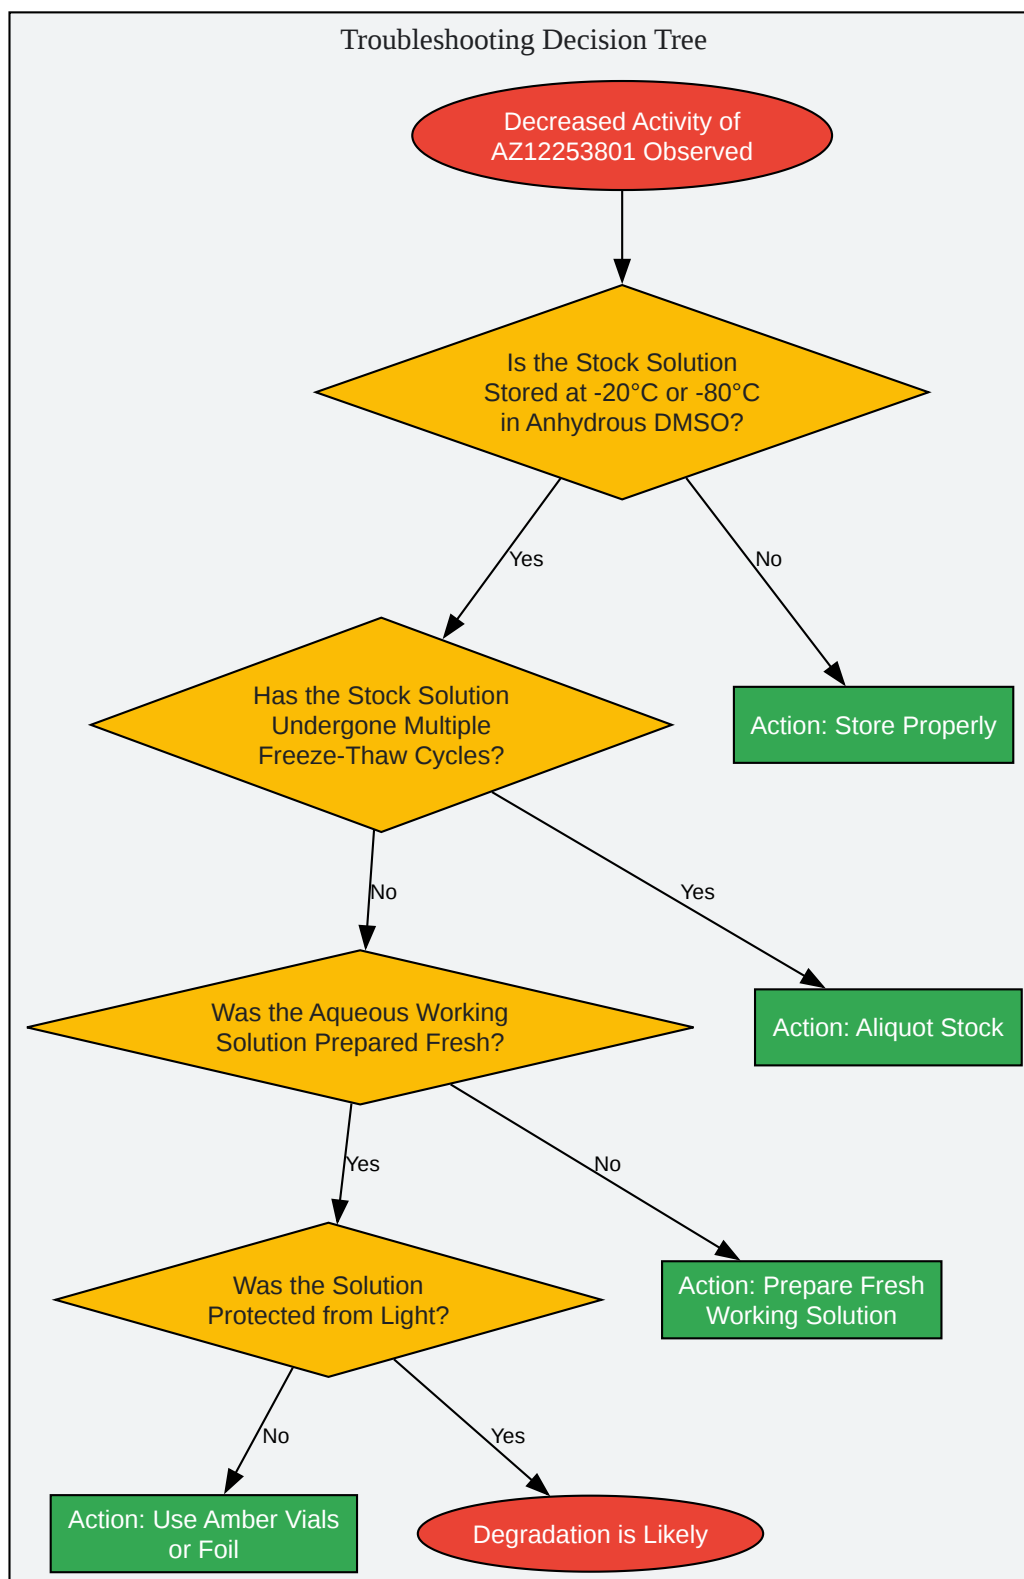 Troubleshooting Decision Tree
Decreased Activity of
AZ12253801 Observed
Is the Stock Solution
Stored at -20°C or -80°C
in Anhydrous DMSO?
Yes
No
Has the Stock Solution
Undergone Multiple
Freeze-Thaw Cycles?
Action: Store Properly
No
Yes
Was the Aqueous Working
Solution Prepared Fresh?
Action: Aliquot Stock
Yes
No
Was the Solution
Protected from Light?
Action: Prepare Fresh
Working Solution
No
Yes
Action: Use Amber Vials
or Foil
Degradation is Likely